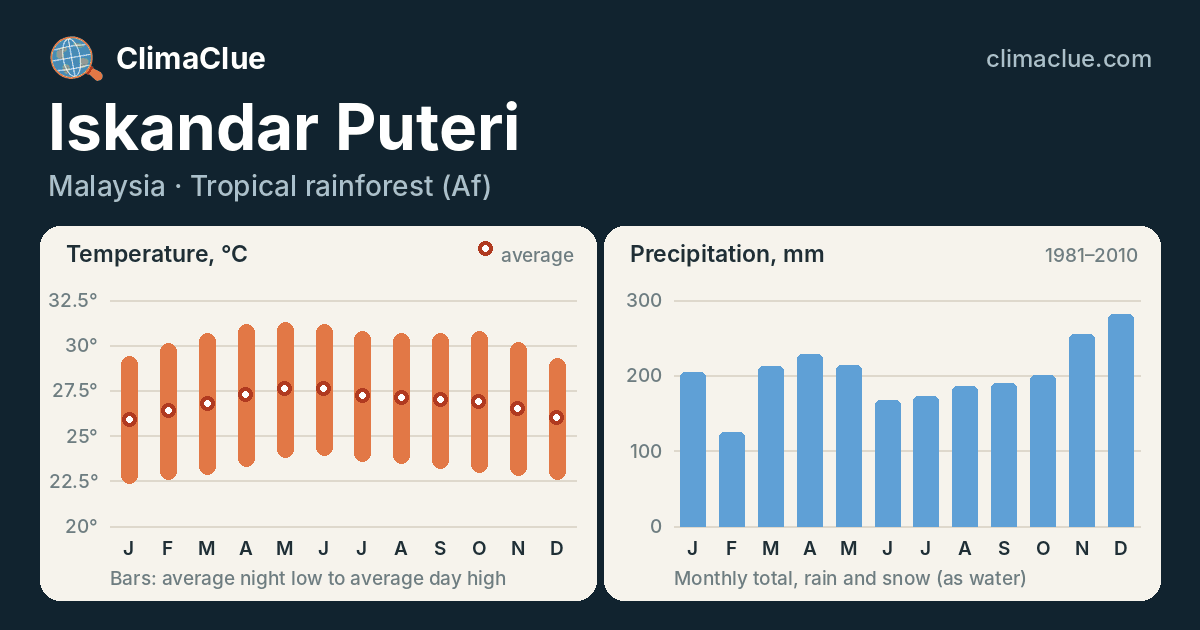 ClimaClue
climaclue.com
Iskandar Puteri
Malaysia · Tropical rainforest (Af)
Temperature, °C
average
32.5°
30°
27.5°
25°
22.5°
20°
J F M A M J J A S O N D
Bars: average night low to average day high
Precipitation, mm
1981–2010
300
200
100
0
J F M A M J J A S O N D
Monthly total, rain and snow (as water)